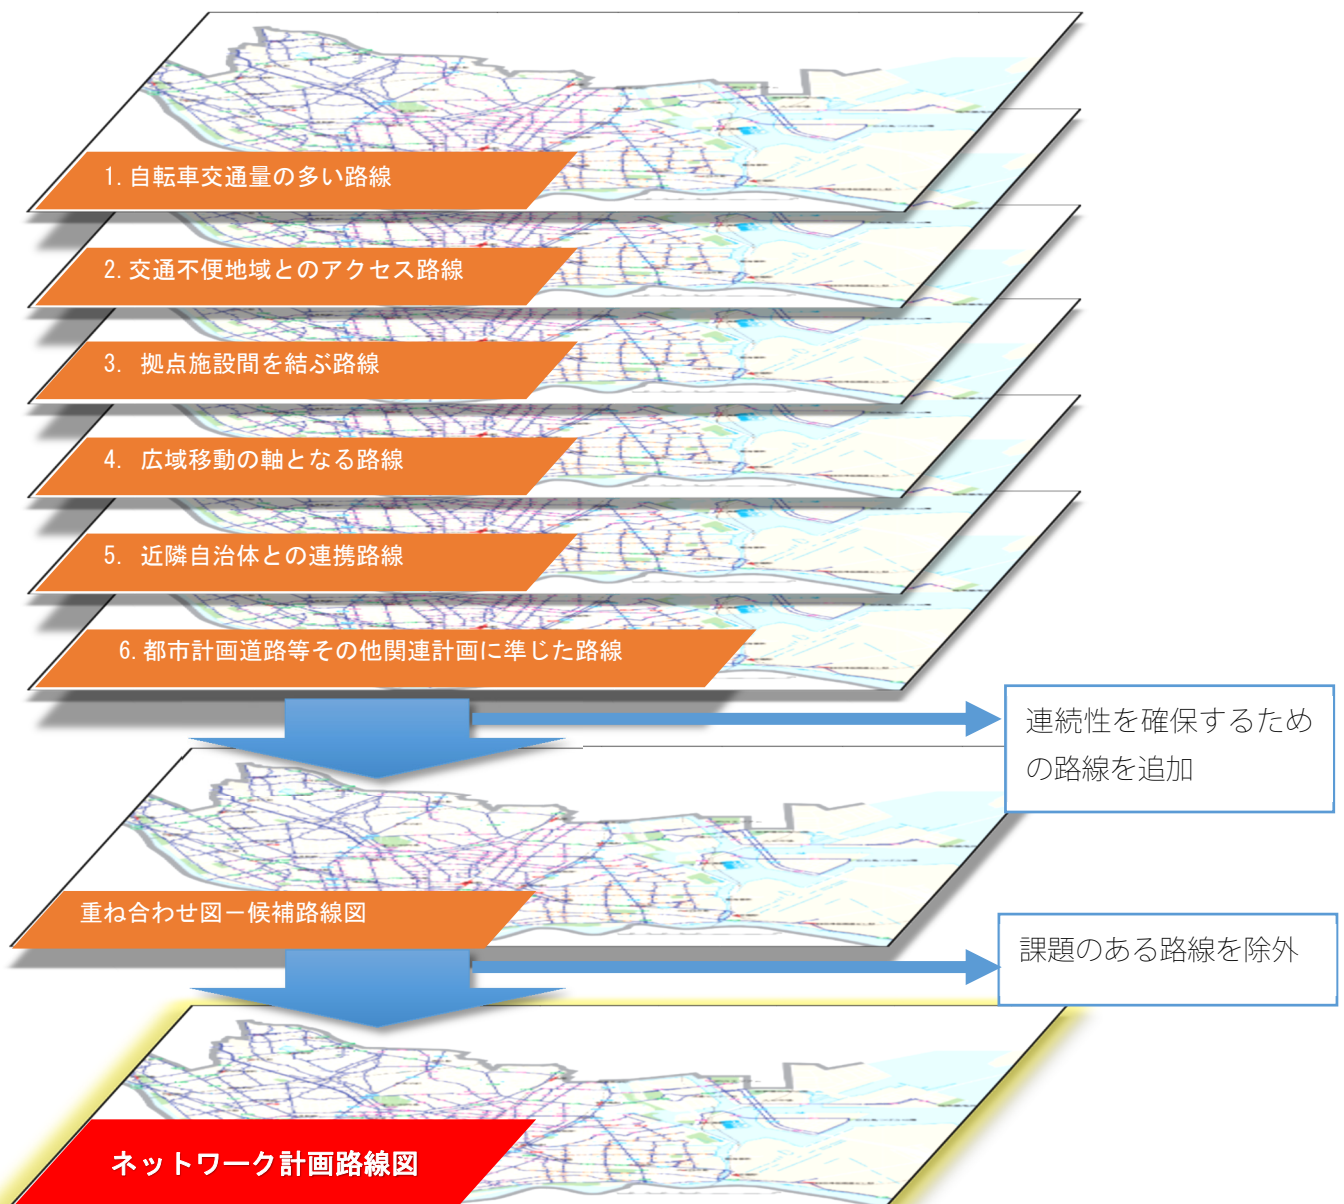 1. 自転車交通量の多い路線
2. 交通不便地域とのアクセス路線
3. 拠点施設間を結ぶ路線
4. 広域移動の軸となる路線
5. 近隣自治体との連携路線
6. 都市計画道路等その他関連計画に準じた路線
連続性を確保するため
の路線を追加
重ね合わせ図－候補路線図
課題のある路線を除外
ネットワーク計画路線図